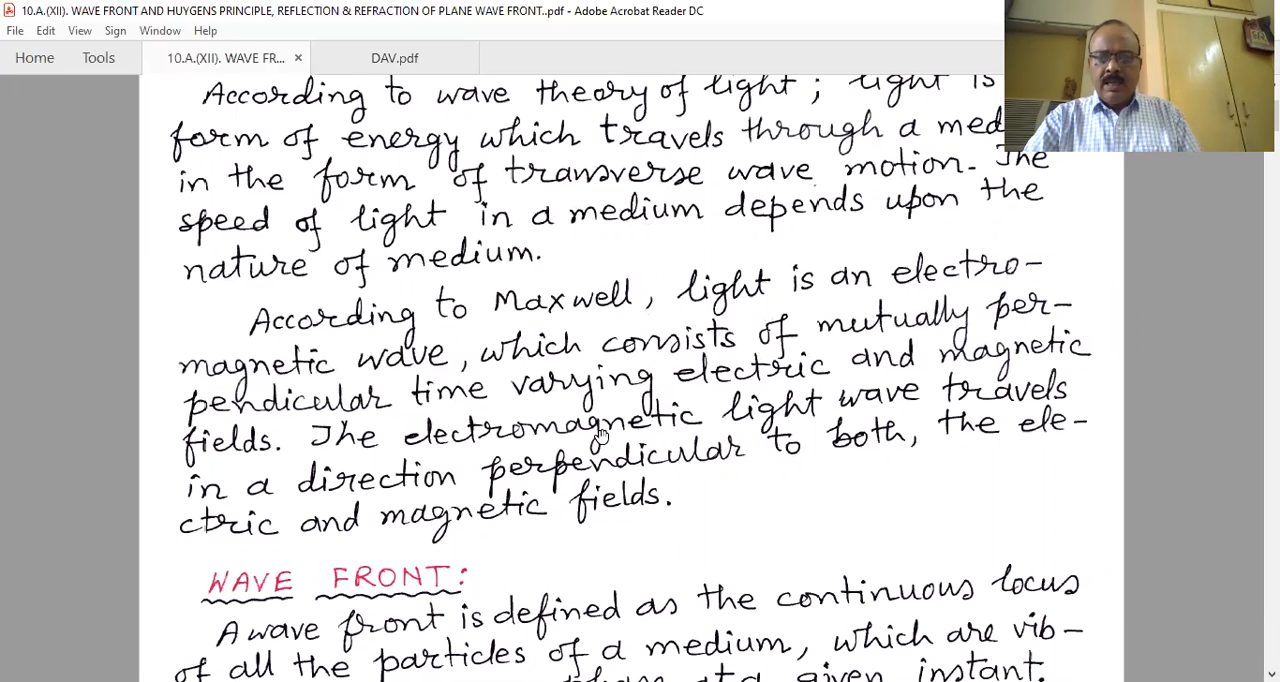 10.A.(XII). WAVE FRONT AND HUYGENS PRINCIPLE, REFLECTION & REFRACTION OF PLANE WAVE FRONT..pdf - Adobe Acrobat Reader DC
File Edit View Sign Window Help
Home Tools 10.A.(XII). WAVE FR... × DAV.pdf
According to wave theory of light; light is
form of energy which travels through a med
in the form of transverse wave motion. The
speed of light in a medium depends upon the
nature of medium.
According to Maxwell, light is an electro-
magnetic wave, which consists of mutually per-
pendicular time varying electric and magnetic
fields. The electromagnetic light wave travels
in a direction perpendicular to both, the ele-
ctric and magnetic fields.
WAVE FRONT:
A wave front is defined as the continuous locus
of all the particles of a medium, which are vib-
at a given instant.